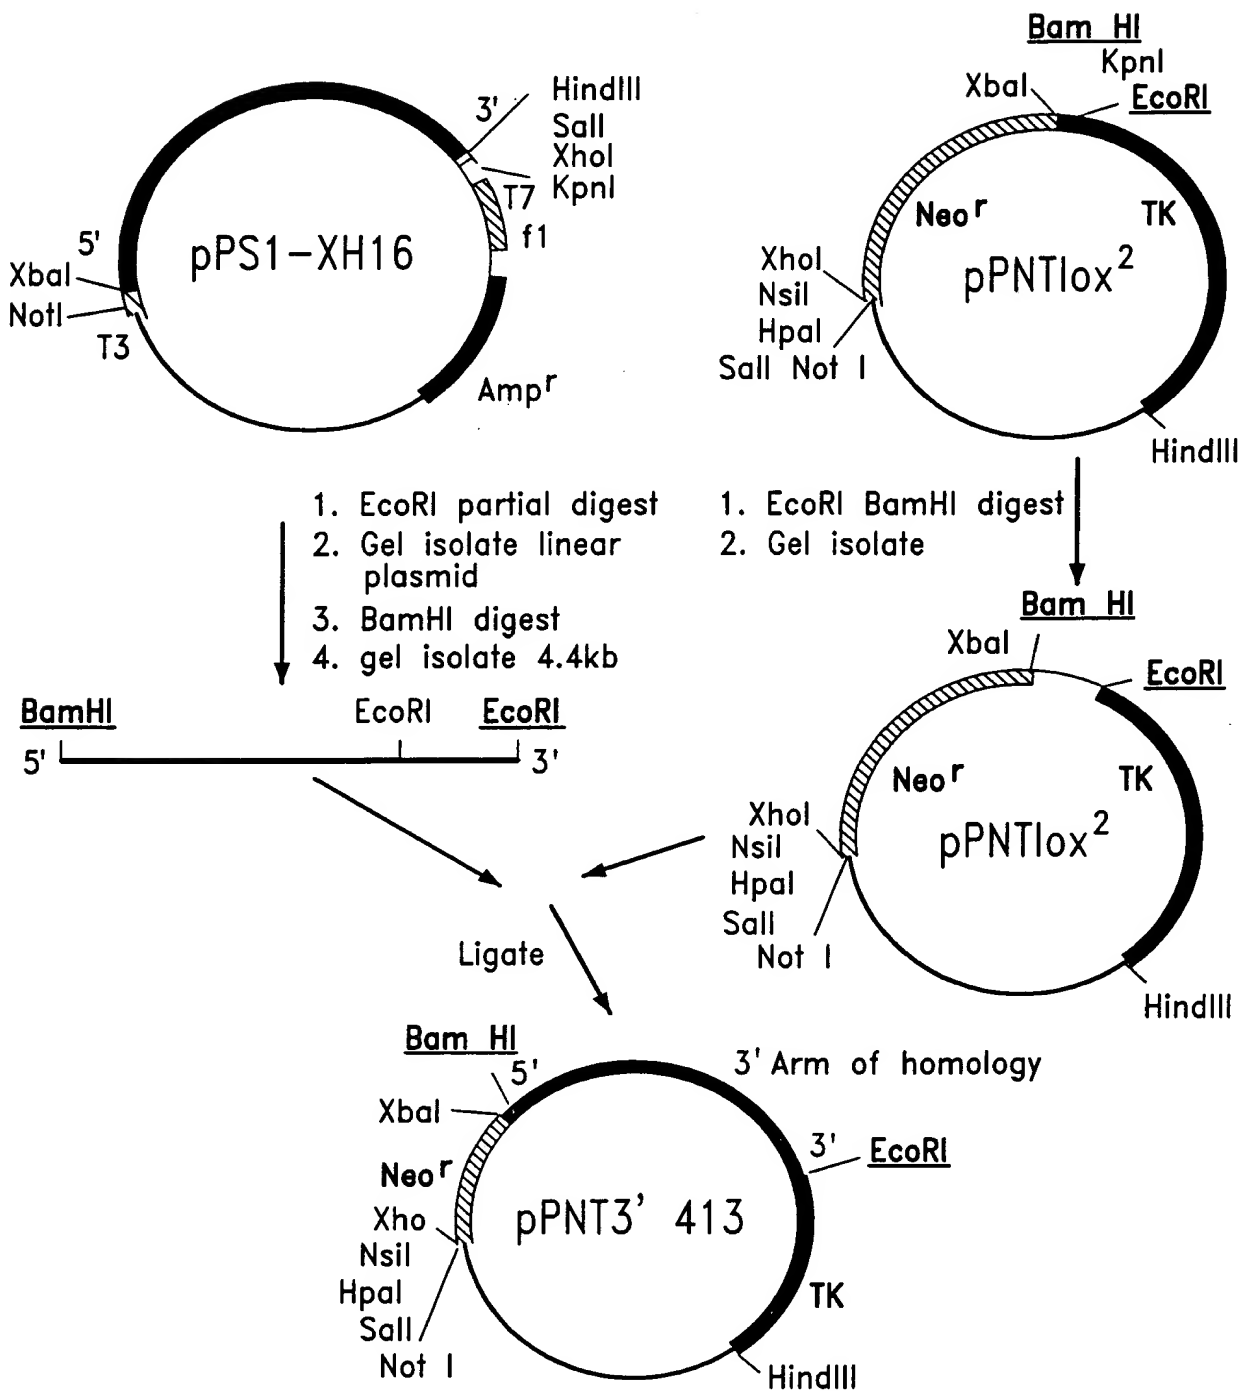 HindIII
SalI
XhoI
KpnI
3'
T7
f1
5'
pPS1-XH16
XbaI
NotI
T3
Amp r
Bam HI
KpnI
XbaI
EcoRI
Neo r
TK
pPNTlox 2
XhoI
NsiI
HpaI
SalI Not I
HindIII
1. EcoRI partial digest
2. Gel isolate linear
plasmid
3. BamHI digest
4. gel isolate 4.4kb
1. EcoRI BamHI digest
2. Gel isolate
BamHI
EcoRI
EcoRI
5'
3'
Bam HI
XbaI
EcoRI
Neo r
TK
pPNTlox 2
XhoI
NsiI
HpaI
SalI
Not I
HindIII
Ligate
Bam HI
5'
3' Arm of homology
XbaI
3'
EcoRI
Neo r
pPNT3' 413
Xho
NsiI
HpaI
SalI
Not I
TK
HindIII